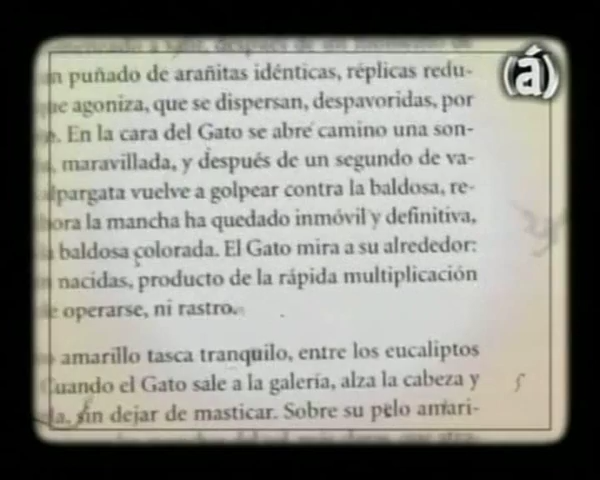 (á)
puñado de arañitas idénticas, réplicas redu-
agoniza, que se dispersan, despavoridas, por
En la cara del Gato se abre camino una son-
maravillada, y después de un segundo de va-
vuelve a golpear contra la baldosa, re-
la mancha ha quedado inmóvil y definitiva,
baldosa colorada. El Gato mira a su alrededor:
nacidas, producto de la rápida multiplicación
operarse, ni rastro.
amarillo tasca tranquilo, entre los eucaliptos
Cuando el Gato sale a la galería, alza la cabeza y
sin dejar de masticar. Sobre su pelo amari-